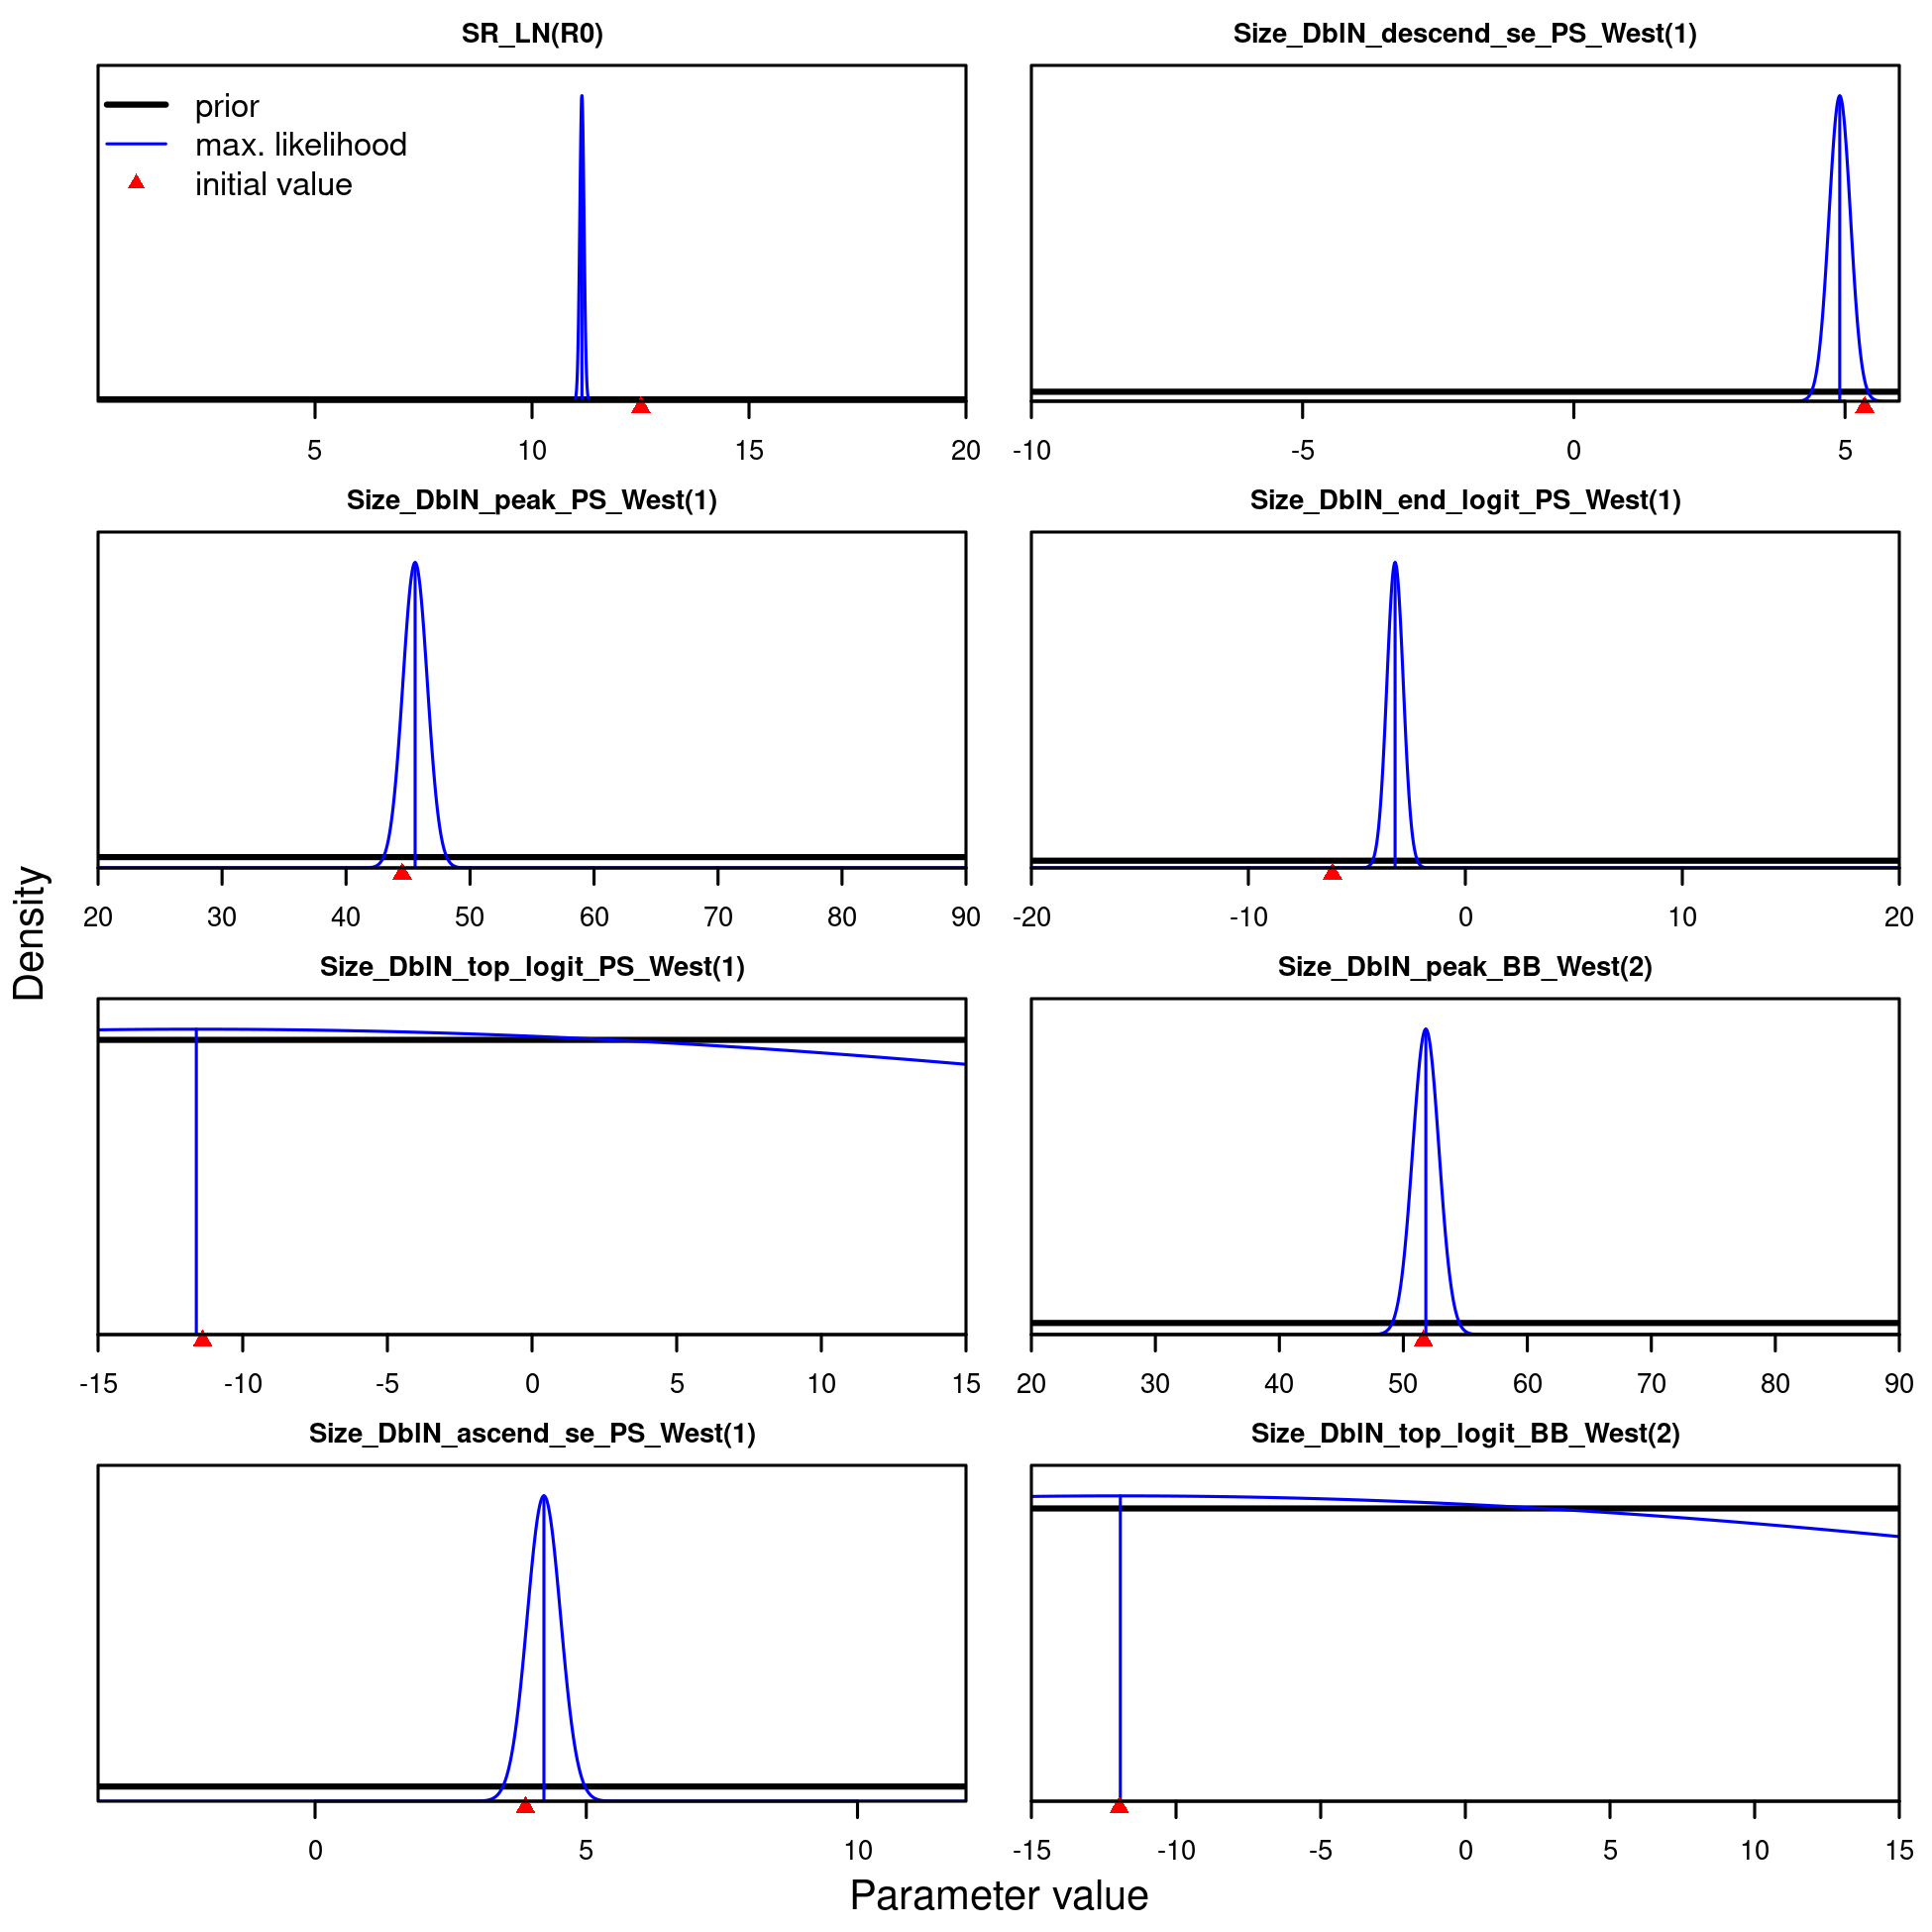 SR_LN(R0)
prior
max. likelihood
initial value
5 10 15 20
Size_DblN_descend_se_PS_West(1)
-10 -5 0 5
Size_DblN_peak_PS_West(1)
20 30 40 50 60 70 80 90
Size_DblN_end_logit_PS_West(1)
-20 -10 0 10 20
Size_DblN_top_logit_PS_West(1)
-15 -10 -5 0 5 10 15
Size_DblN_peak_BB_West(2)
20 30 40 50 60 70 80 90
Size_DblN_ascend_se_PS_West(1)
0 5 10
Size_DblN_top_logit_BB_West(2)
-15 -10 -5 0 5 10 15
Density
Parameter value